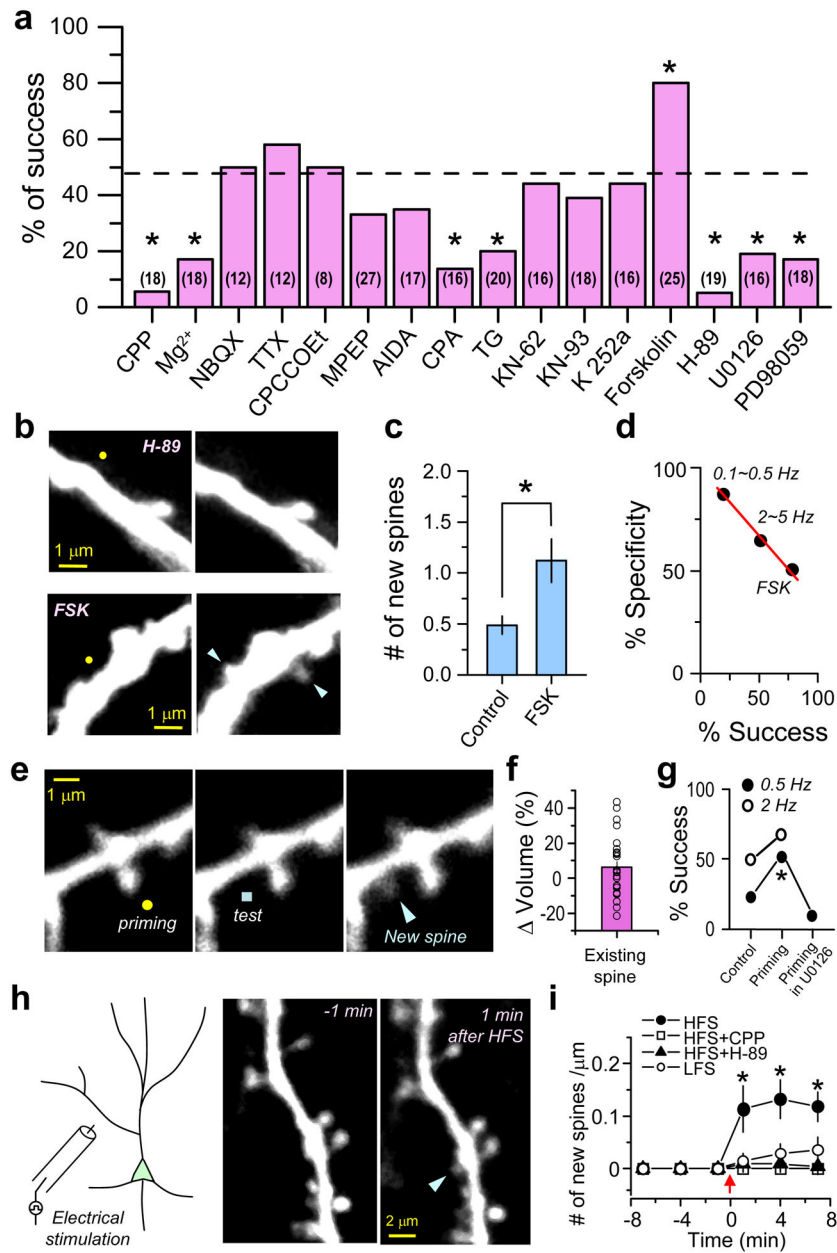 a
% of success
100
80
60
40
20
0
* * * * * * * *
(18) (18) (12) (12) (8) (27) (17) (16) (20) (16) (18) (16) (25) (19) (16) (18)
CPP Mg²⁺ NBQX TTX CPCCOEt MPEP AIDA CPA TG KN-62 KN-93 K 252a Forskolin H-89 U0126 PD98059
b
H-89
1 μm
FSK
1 μm
c
# of new spines
2.0
1.5
1.0
0.5
0.0
*
Control FSK
d
% Specificity
100
50
0
0.1~0.5 Hz
2~5 Hz
FSK
0 50 100
% Success
e
1 μm
priming
test
New spine
f
Δ Volume (%)
40
20
0
-20
Existing
spine
g
% Success
100
50
0
0.5 Hz
2 Hz
*
Control
Priming
Priming
in U0126
h
Electrical
stimulation
-1 min
1 min
after HFS
2 μm
i
# of new spines /μm
HFS
HFS+CPP
HFS+H-89
LFS
0.2
0.1
0
* * *
-8 -4 0 4 8
Time (min)